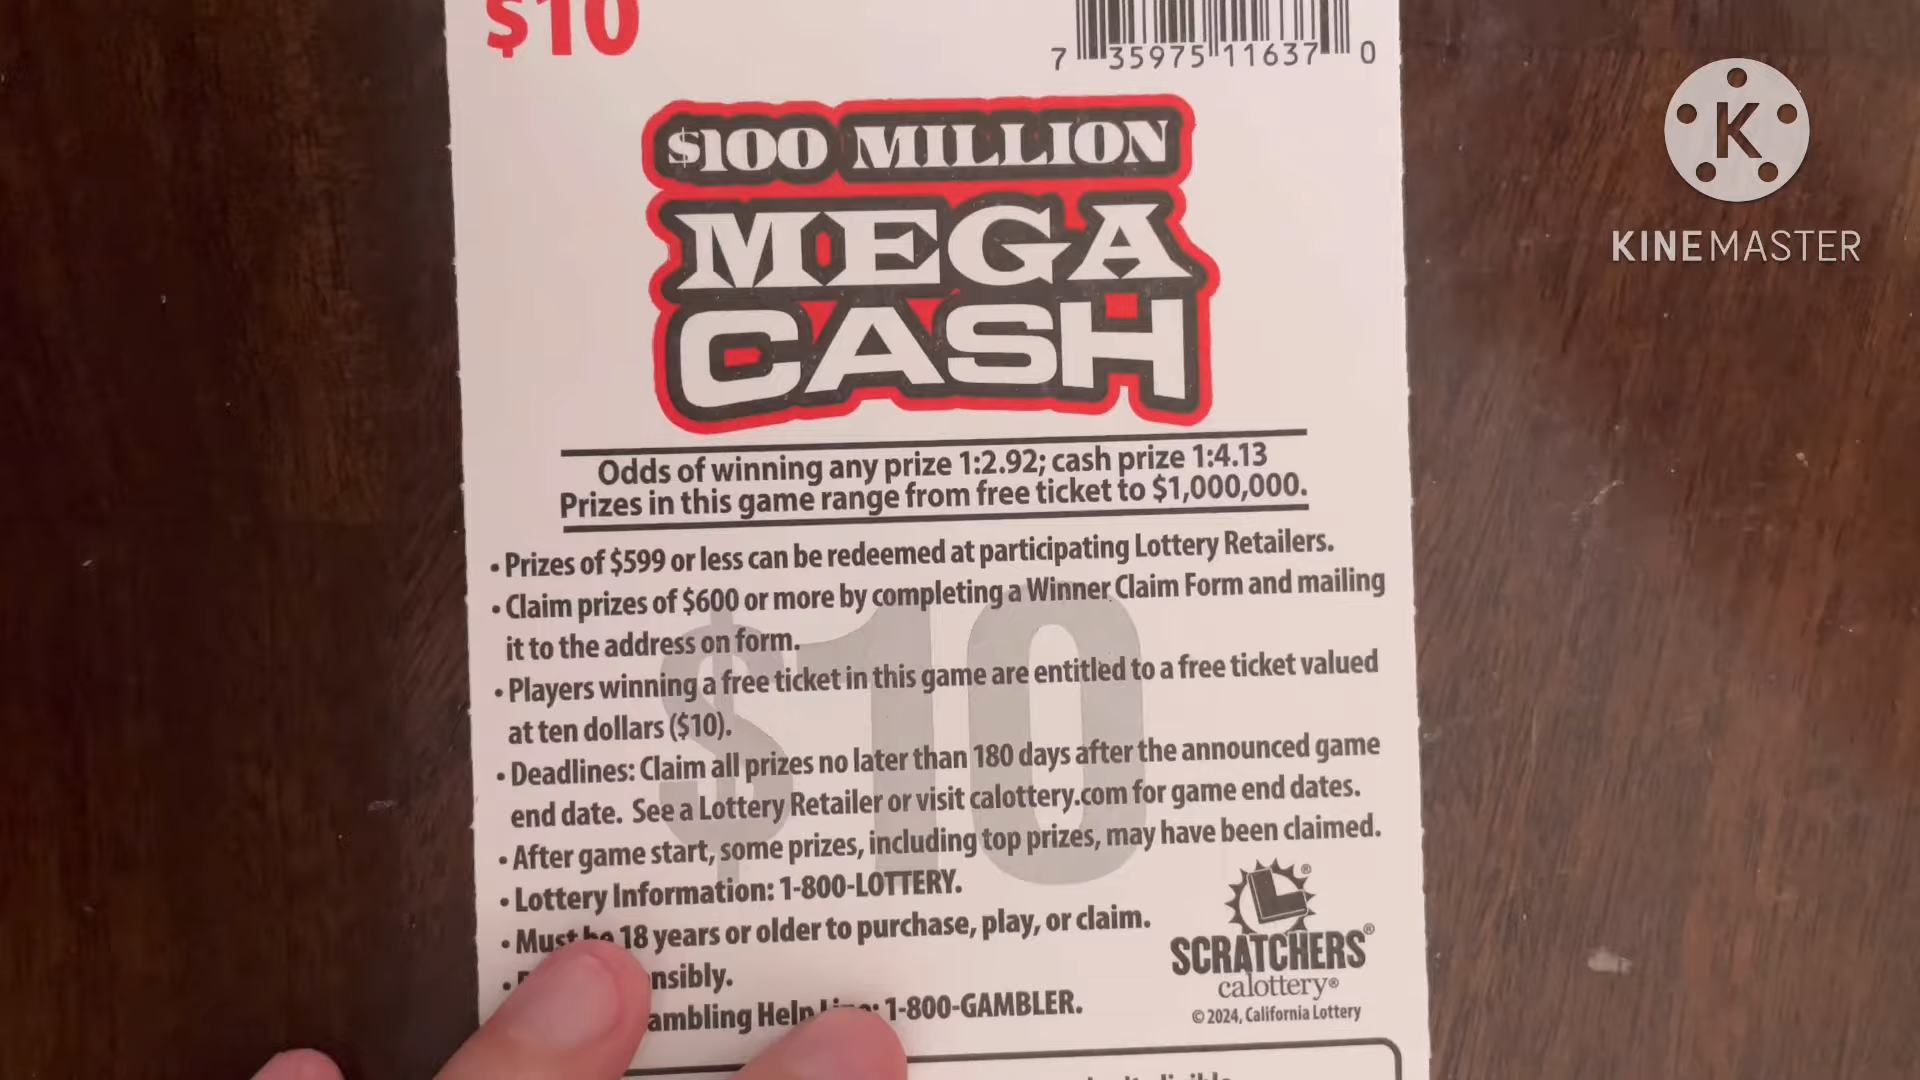 $10
7 35975 11637 0
$100 MILLION
MEGA
CASH
K
KINEMASTER
Odds of winning any prize 1:2.92; cash prize 1:4.13
Prizes in this game range from free ticket to $1,000,000.
• Prizes of $599 or less can be redeemed at participating Lottery Retailers.
• Claim prizes of $600 or more by completing a Winner Claim Form and mailing
it to the address on form.
• Players winning a free ticket in this game are entitled to a free ticket valued
at ten dollars ($10).
• Deadlines: Claim all prizes no later than 180 days after the announced game
end date. See a Lottery Retailer or visit calottery.com for game end dates.
• After game start, some prizes, including top prizes, may have been claimed.
$10
• Lottery Information: 1-800-LOTTERY.
• Must be 18 years or older to purchase, play, or claim.
• nsibly.
ambling Help Line: 1-800-GAMBLER.
SCRATCHERS®
calottery®
© 2024, California Lottery